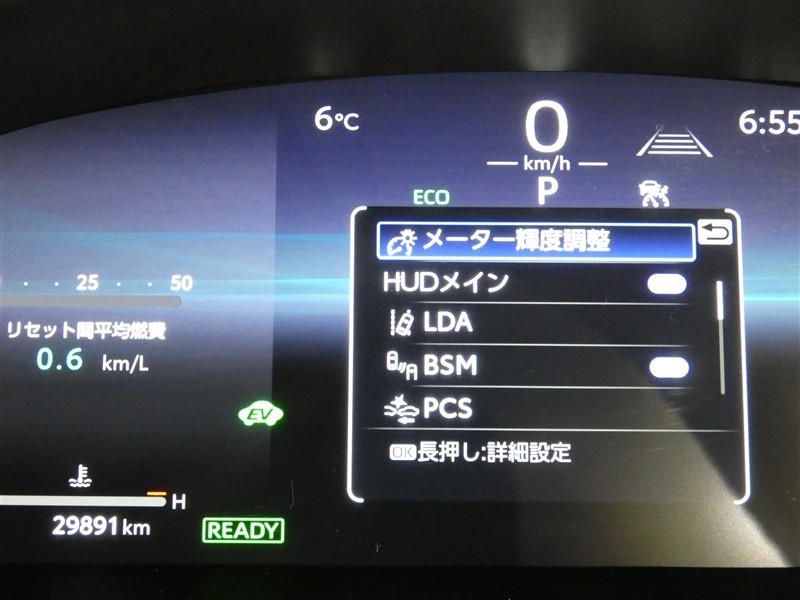 6℃
0
km/h
6:55
ECO
P
メーター輝度調整
HUDメイン
LDA
BSM
PCS
OK長押し:詳細設定
25
50
リセット間平均燃費
0.6 km/L
EV
H
29891 km
READY